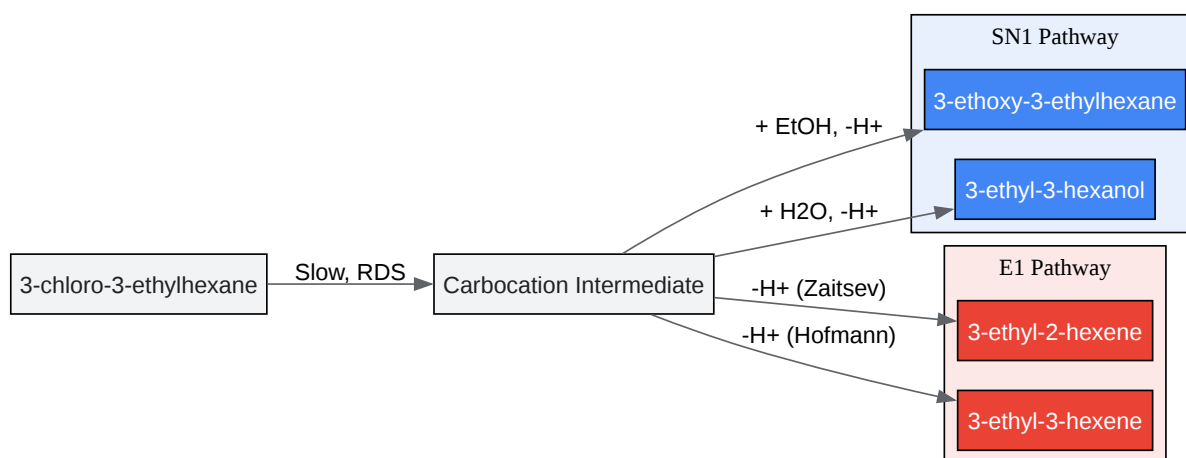 SN1 Pathway
3-ethoxy-3-ethylhexane
+ EtOH, -H+
3-ethyl-3-hexanol
+ H2O, -H+
3-chloro-3-ethylhexane
Slow, RDS
Carbocation Intermediate
E1 Pathway
-H+ (Zaitsev)
3-ethyl-2-hexene
-H+ (Hofmann)
3-ethyl-3-hexene